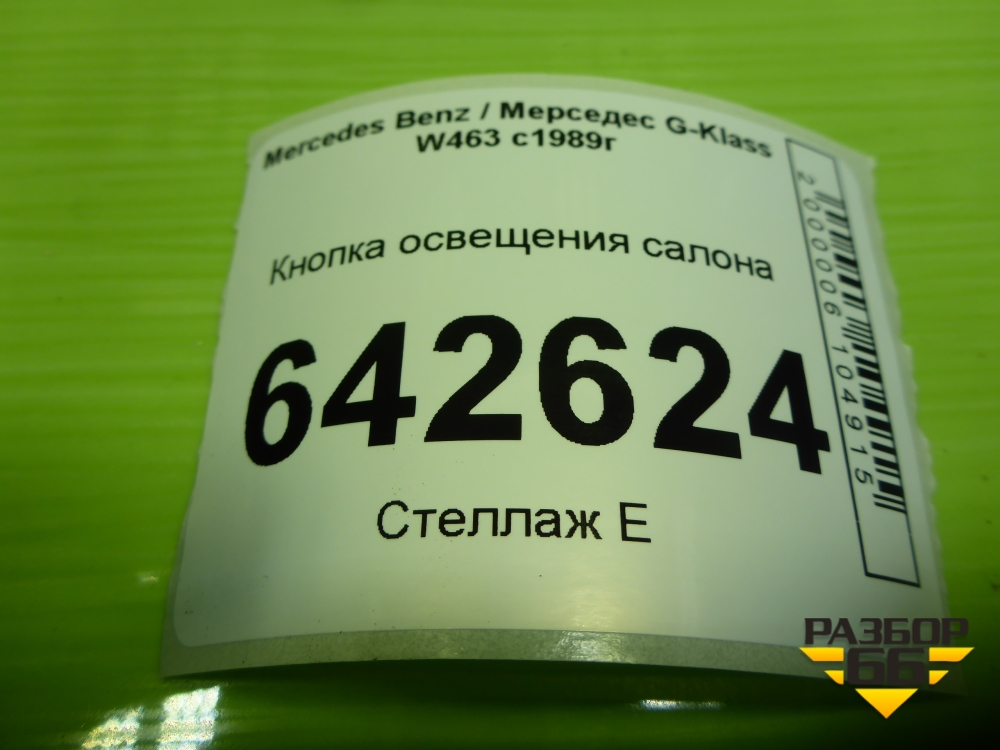 Mercedes Benz / Мерседес G-Klass
W463 с1989г
Кнопка освещения салона
642624
Стеллаж Е
2000006104915
РАЗБОР
66